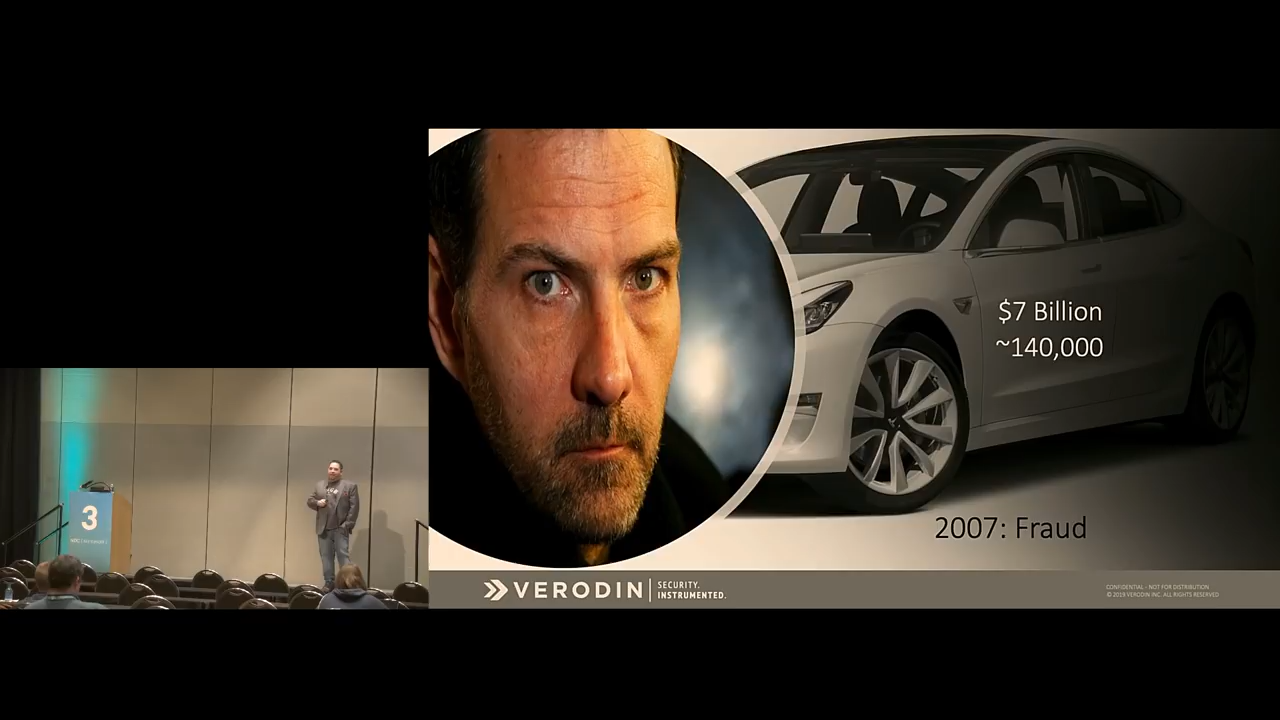 3
$7 Billion
~140,000
2007: Fraud
VERODIN
SECURITY.
INSTRUMENTED.
CONFIDENTIAL - NOT FOR DISTRIBUTION
© 2019 VERODIN INC. ALL RIGHTS RESERVED